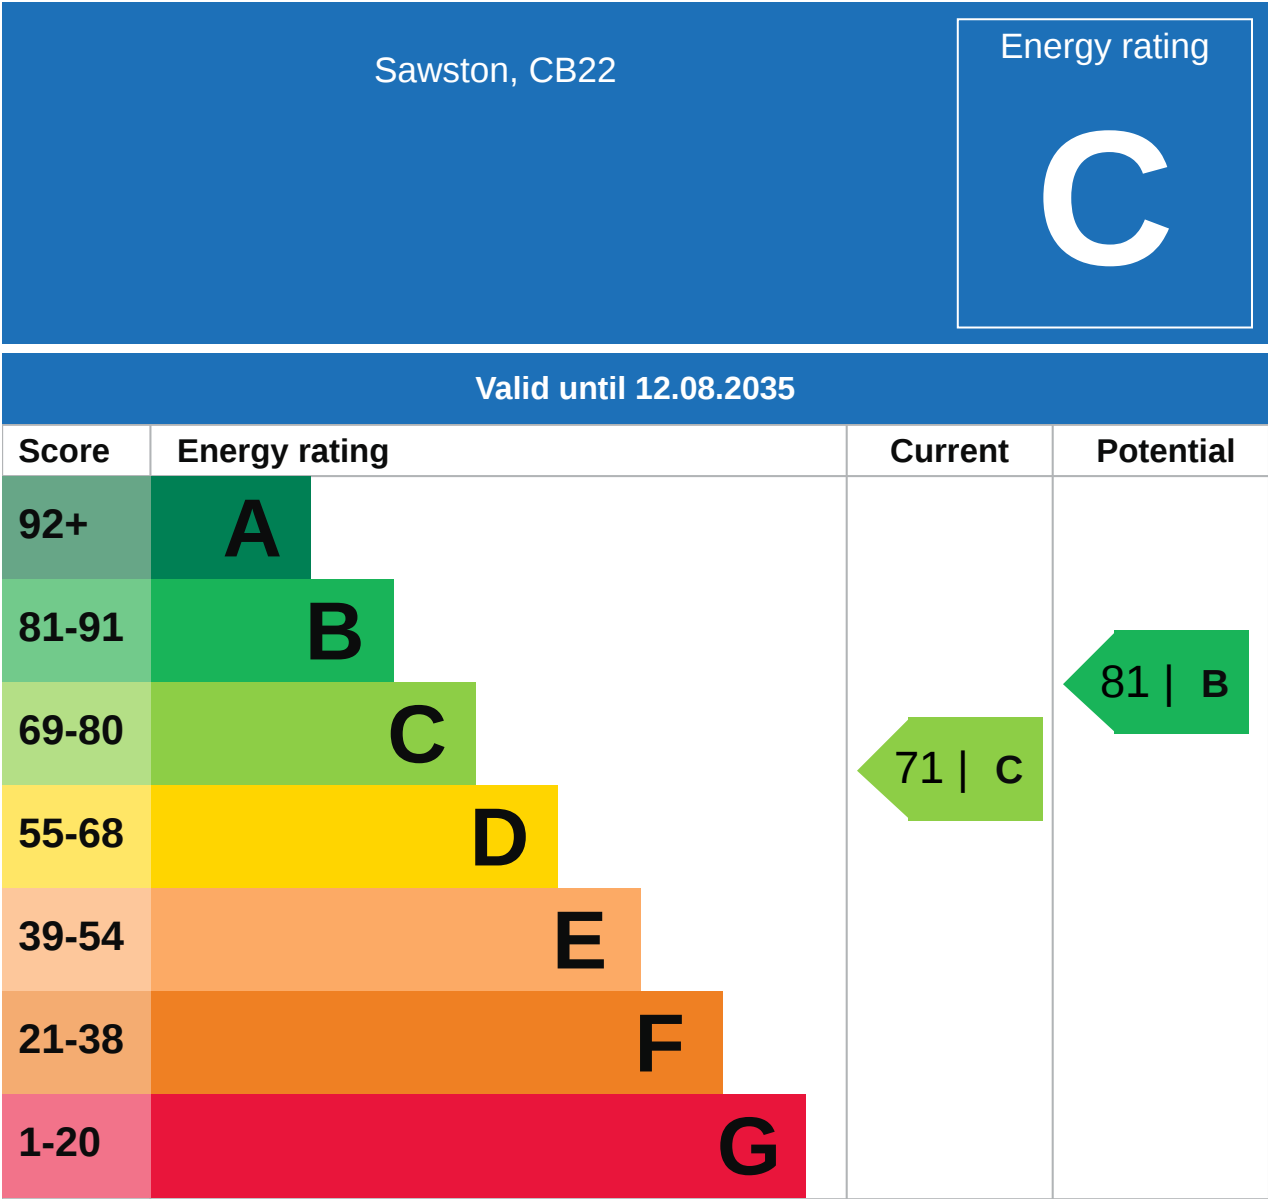 Sawston, CB22
Energy rating
C
Valid until 12.08.2035
Score Energy rating Current Potential
92+ A
81-91 B
81 | B
69-80 C
71 | C
55-68 D
39-54 E
21-38 F
1-20 G